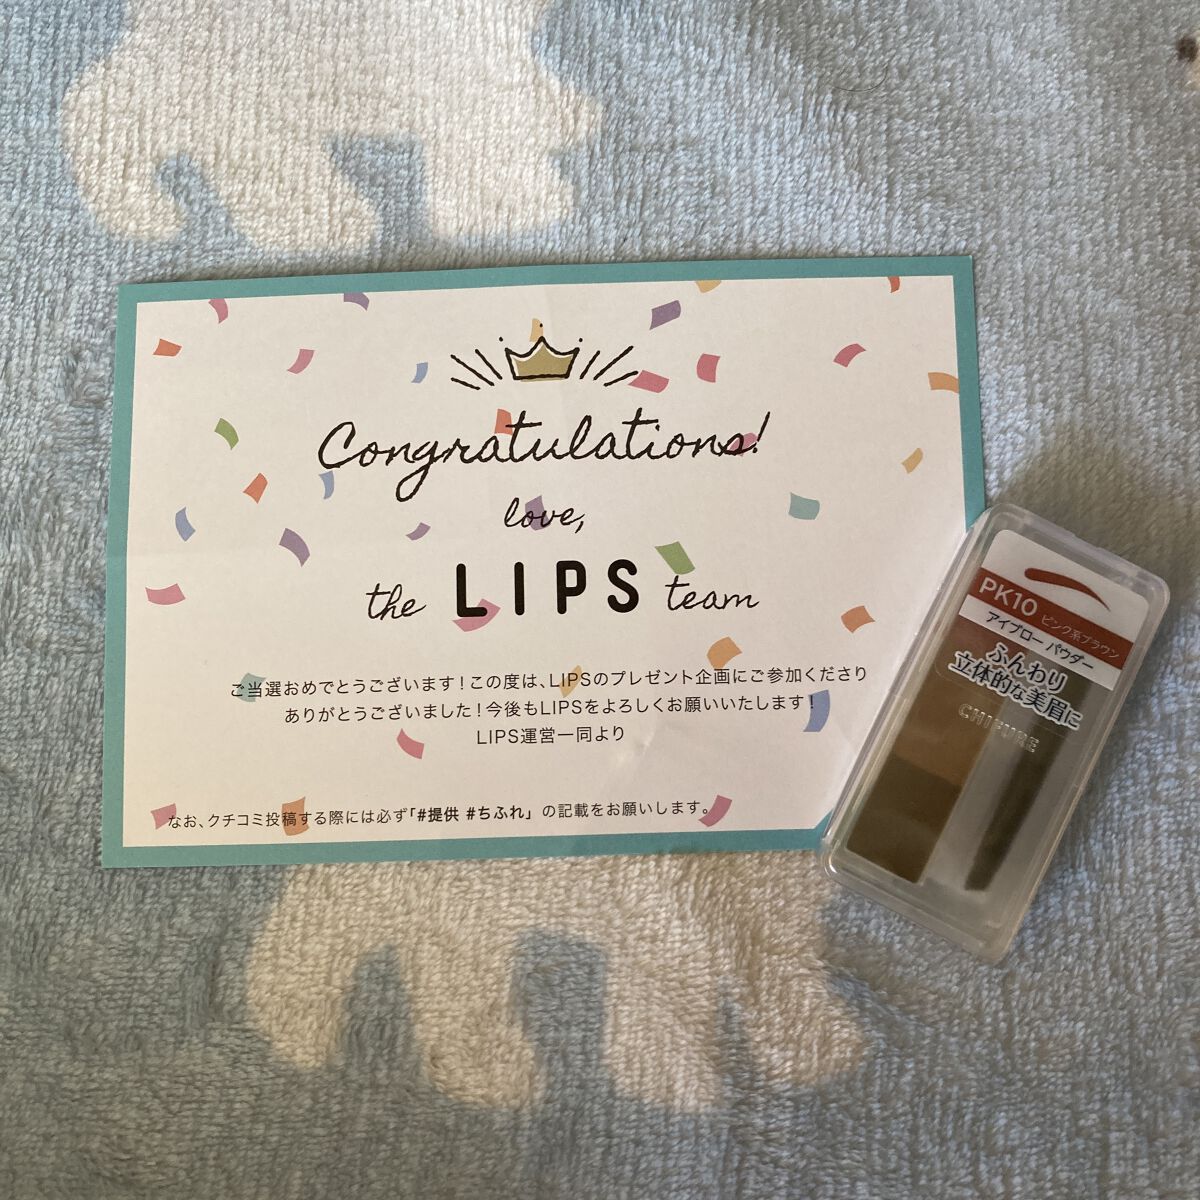 Congratulations!
love,
the LIPS team
ご当選おめでとうございます！この度は、LIPSのプレゼント企画にご参加くださり
ありがとうございました！今後もLIPSをよろしくお願いいたします！
LIPS運営一同より
なお、クチコミ投稿する際には必ず「#提供 #ちふれ」の記載をお願いします。
PK10 ピンク系ブラウン
アイブロー パウダー
ふんわり
立体的な美眉に
CHIFURE